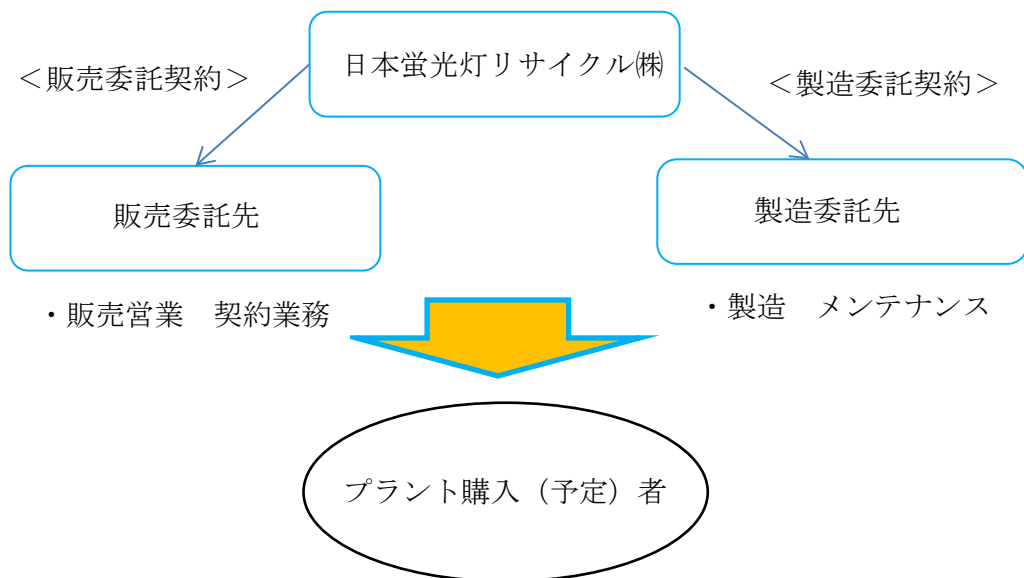 日本蛍光灯リサイクル㈱
＜販売委託契約＞
＜製造委託契約＞
販売委託先
製造委託先
・販売営業　契約業務
・製造　メンテナンス
プラント購入（予定）者